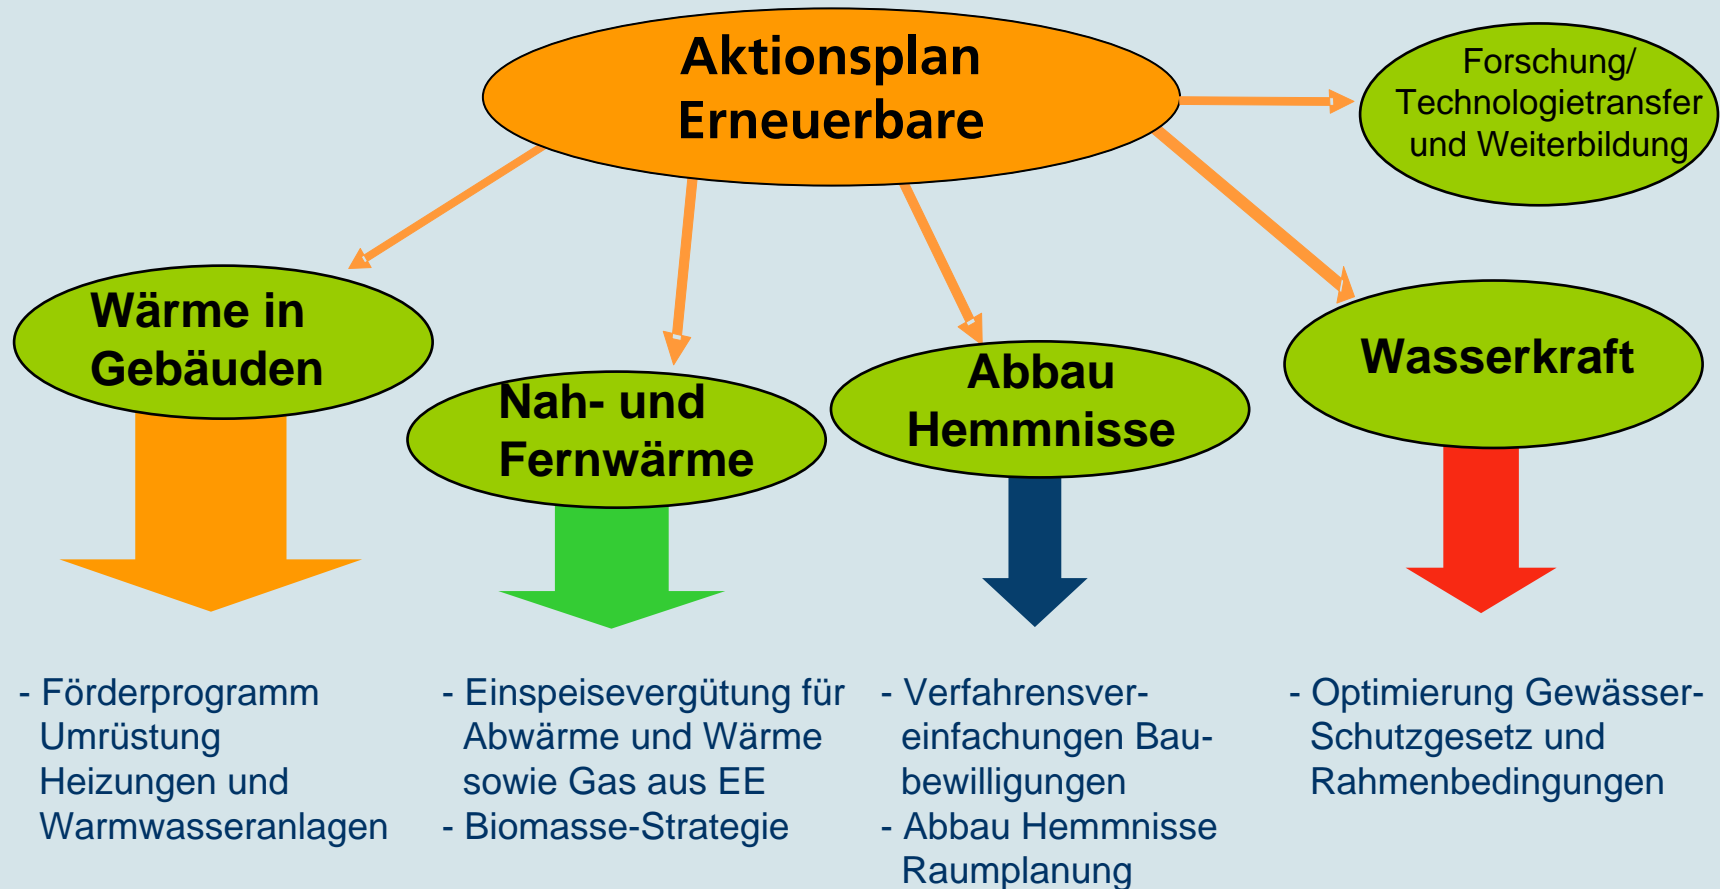 Aktionsplan
Erneuerbare
Forschung/
Technologietransfer
und Weiterbildung
Wärme in
Gebäuden
Nah- und
Fernwärme
Abbau
Hemmnisse
Wasserkraft
- Förderprogramm
Umrüstung
Heizungen und
Warmwasseranlagen
- Einspeisevergütung für
Abwärme und Wärme
sowie Gas aus EE
- Biomasse-Strategie
- Verfahrensver-
einfachungen Bau-
bewilligungen
- Abbau Hemmnisse
Raumplanung
- Optimierung Gewässer-
Schutzgesetz und
Rahmenbedingungen